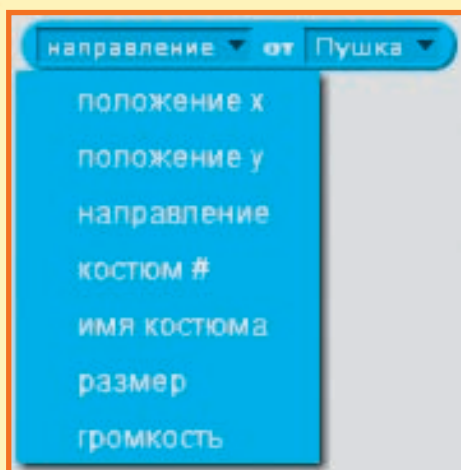 направление от Пушка
положение x
положение y
направление
костюм #
имя костюма
размер
громкость